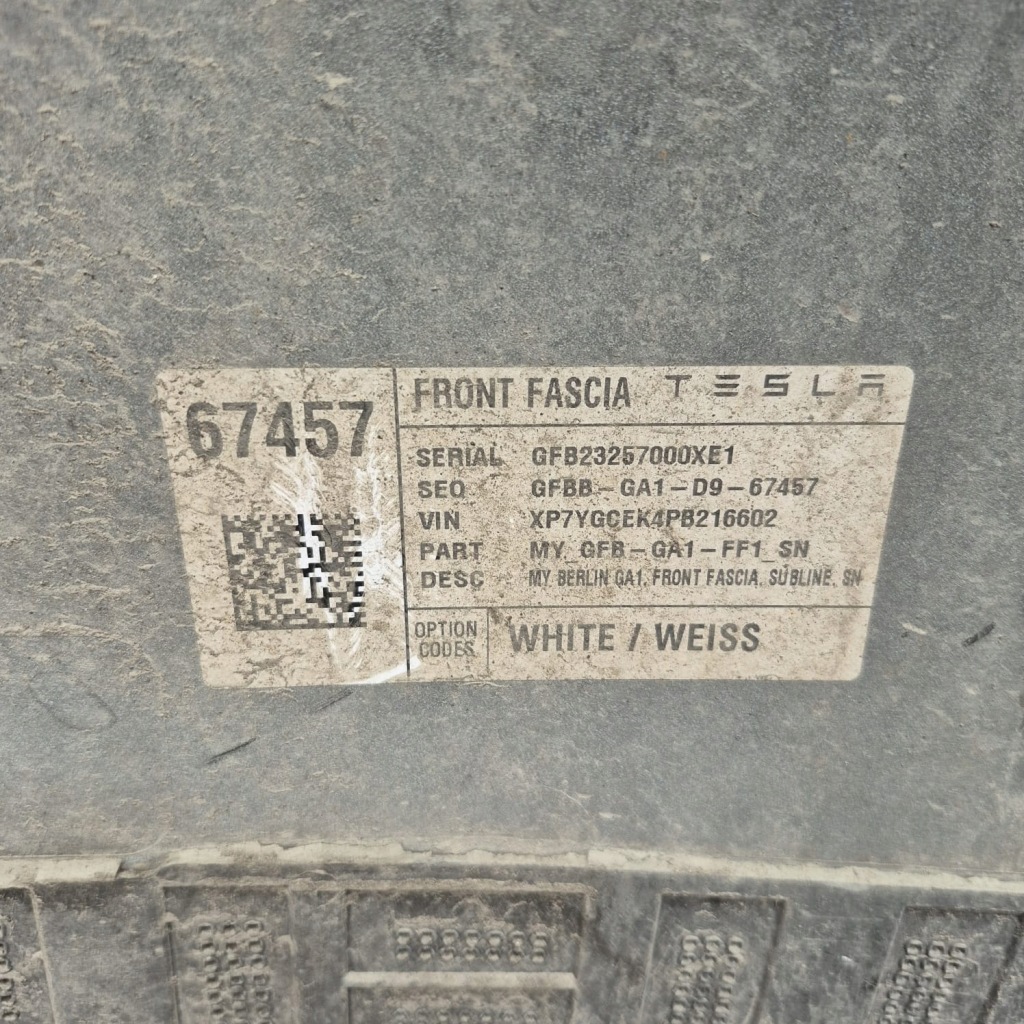 67457
FRONT FASCIA TESLA
SERIAL GFB23257000XE1
SEQ GFBB-GA1-D9-67457
VIN XP7YGCEK4PB216602
PART MY_GFB-GA1-FF1_SN
DESC MY BERLIN GA1, FRONT FASCIA, SUBLINE, SN
OPTION CODES WHITE / WEISS